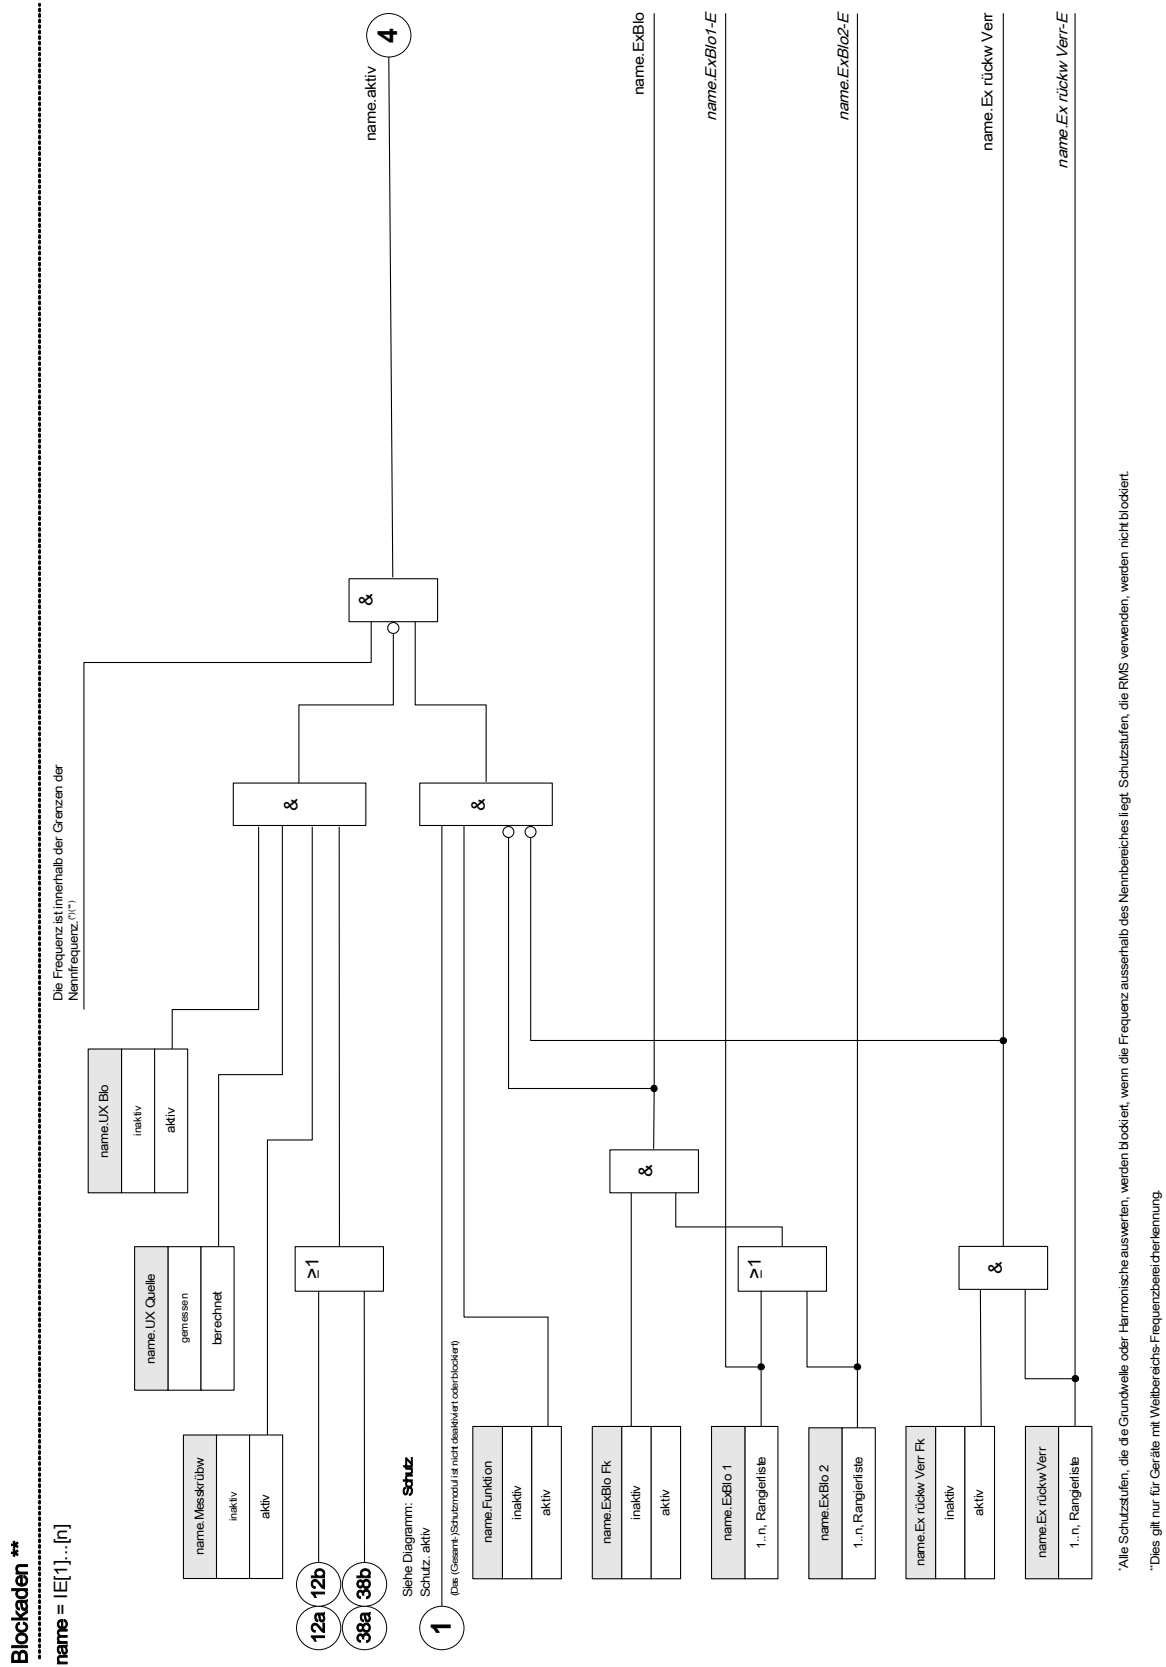 Blockaden **
name = IE[1]...[n]
Die Frequenz ist innerhalb der Grenzen der
Nennfrequenz.(*)(**)
name.UX Blo
inaktiv
aktiv
name.UX Quelle
gemessen
berechnet
name.Messkrübw
inaktiv
aktiv
12a
12b
38a
38b
≥1
&
&
&
name.aktiv
4
Siehe Diagramm: Schutz
Schutz. aktiv
(Das (Gesamt-)Schutzmodul ist nicht deaktiviert oder blockiert)
1
name.Funktion
inaktiv
aktiv
name.ExBlo Fk
inaktiv
aktiv
&
name.ExBlo
name.ExBlo 1
1..n, Rangierliste
≥1
name.ExBlo1-E
name.ExBlo 2
1..n, Rangierliste
name.ExBlo2-E
name.Ex rückw Verr Fk
inaktiv
aktiv
&
name.Ex rückw Verr
name.Ex rückw Verr
1..n, Rangierliste
name.Ex rückw Verr-E
*Alle Schutzstufen, die die Grundwelle oder Harmonische auswerten, werden blockiert, wenn die Frequenz ausserhalb des Nennbereiches liegt. Schutzstufen, die RMS verwenden, werden nicht blockiert.
**Dies gilt nur für Geräte mit Weitbereichs-Frequenzbereicherkennung.